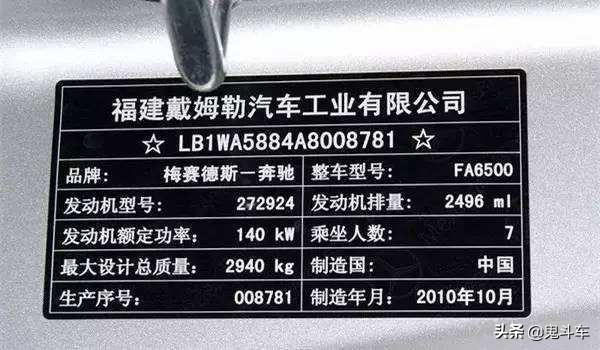 福建戴姆勒汽车工业有限公司
☆ LB1WA5884A8008781 ☆
品牌: 梅赛德斯－奔驰 整车型号: FA6500
发动机型号: 272924 发动机排量: 2496 ml
发动机额定功率: 140 kW 乘坐人数: 7
最大设计总质量: 2940 kg 制造国: 中国
生产序号: 008781 制造年月: 2010年10月
头条 @鬼斗车